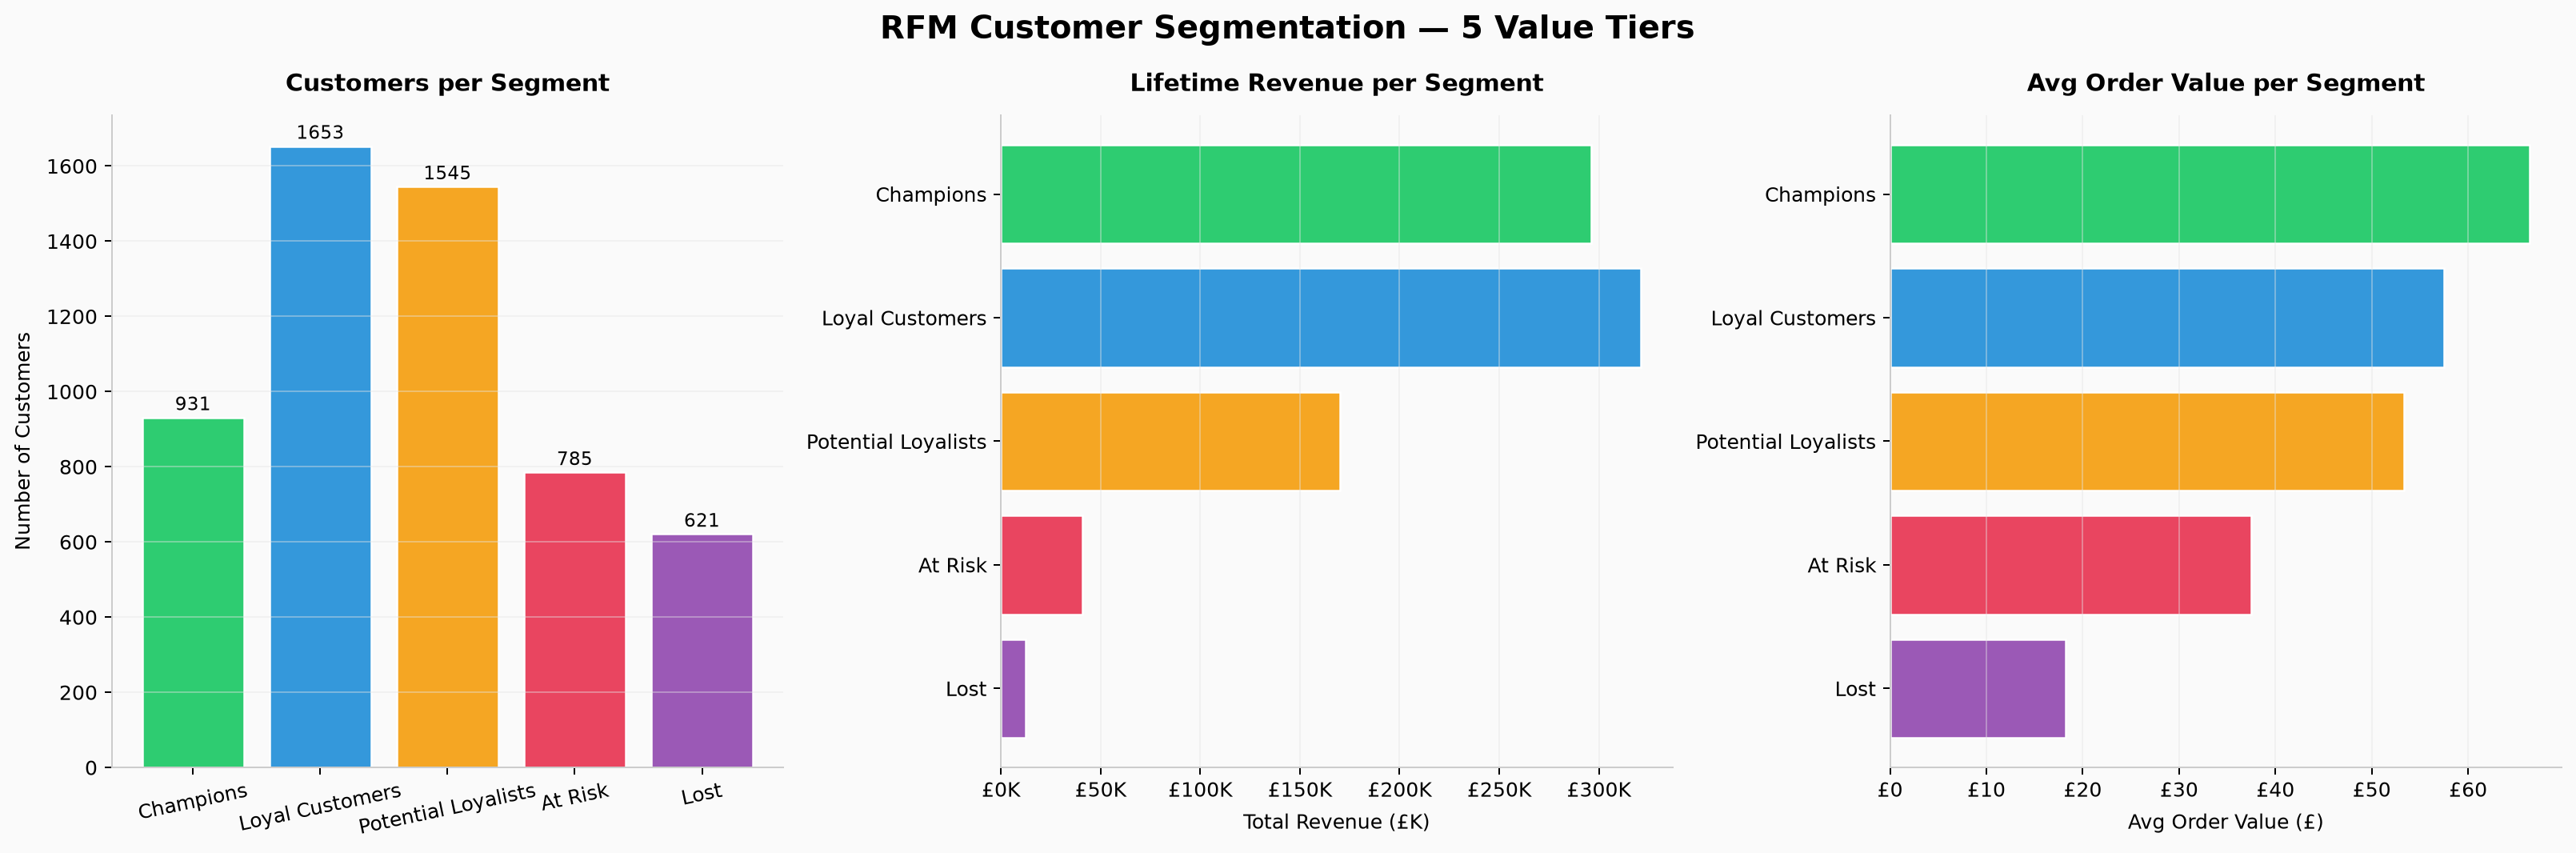 RFM Customer Segmentation — 5 Value Tiers
Customers per Segment
Number of Customers
1600
1400
1200
1000
800
600
400
200
0
931
1653
1545
785
621
Champions
Loyal Customers
Potential Loyalists
At Risk
Lost
Lifetime Revenue per Segment
Champions
Loyal Customers
Potential Loyalists
At Risk
Lost
£0K £50K £100K £150K £200K £250K £300K
Total Revenue (£K)
Avg Order Value per Segment
Champions
Loyal Customers
Potential Loyalists
At Risk
Lost
£0 £10 £20 £30 £40 £50 £60
Avg Order Value (£)